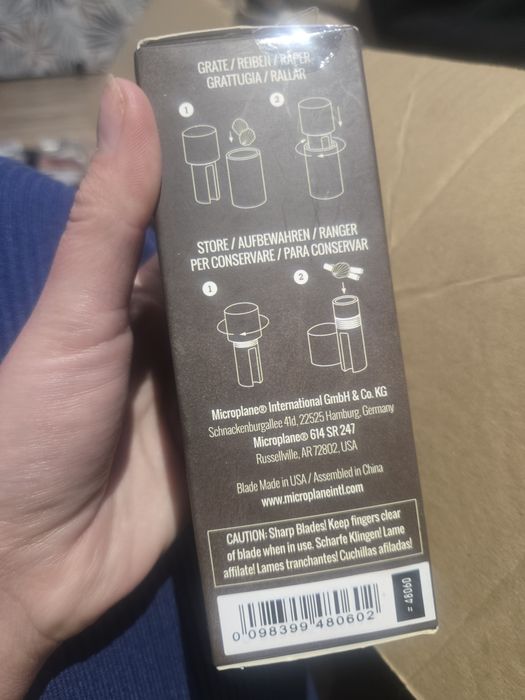 GRATE / REIBEN / RÂPER
GRATTUGIA / RALLAR
1
2
STORE / AUFBEWAHREN / RANGER
PER CONSERVARE / PARA CONSERVAR
1
2
Microplane® International GmbH & Co. KG
Schnackenburgallee 41d, 22525 Hamburg, Germany
Microplane® 614 SR 247
Russellville, AR 72802, USA
Blade Made in USA / Assembled in China
www.microplaneintl.com
CAUTION: Sharp Blades! Keep fingers clear
of blade when in use. Scharfe Klingen! Lame
affilate! Lames tranchantes! Cuchillas afiladas!
0 098399 480602
= 48060